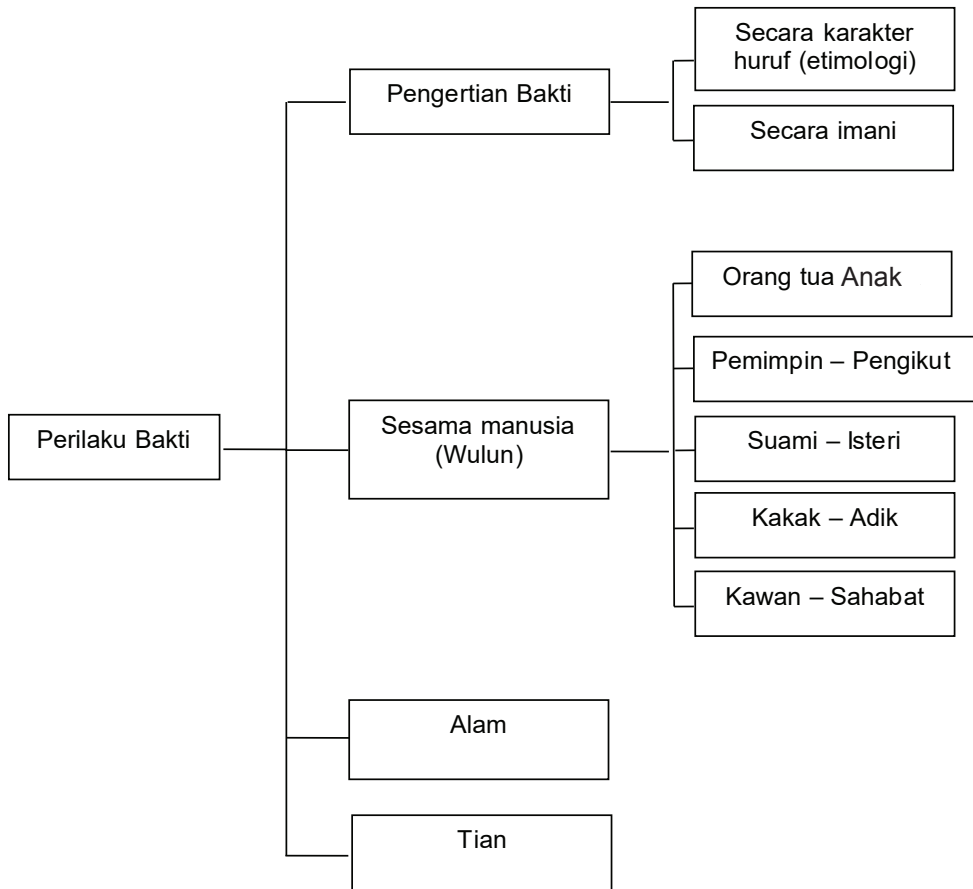 Perilaku Bakti
Pengertian Bakti
Secara karakter
huruf (etimologi)
Secara imani
Sesama manusia
(Wulun)
Orang tua Anak
Pemimpin – Pengikut
Suami – Isteri
Kakak – Adik
Kawan – Sahabat
Alam
Tian